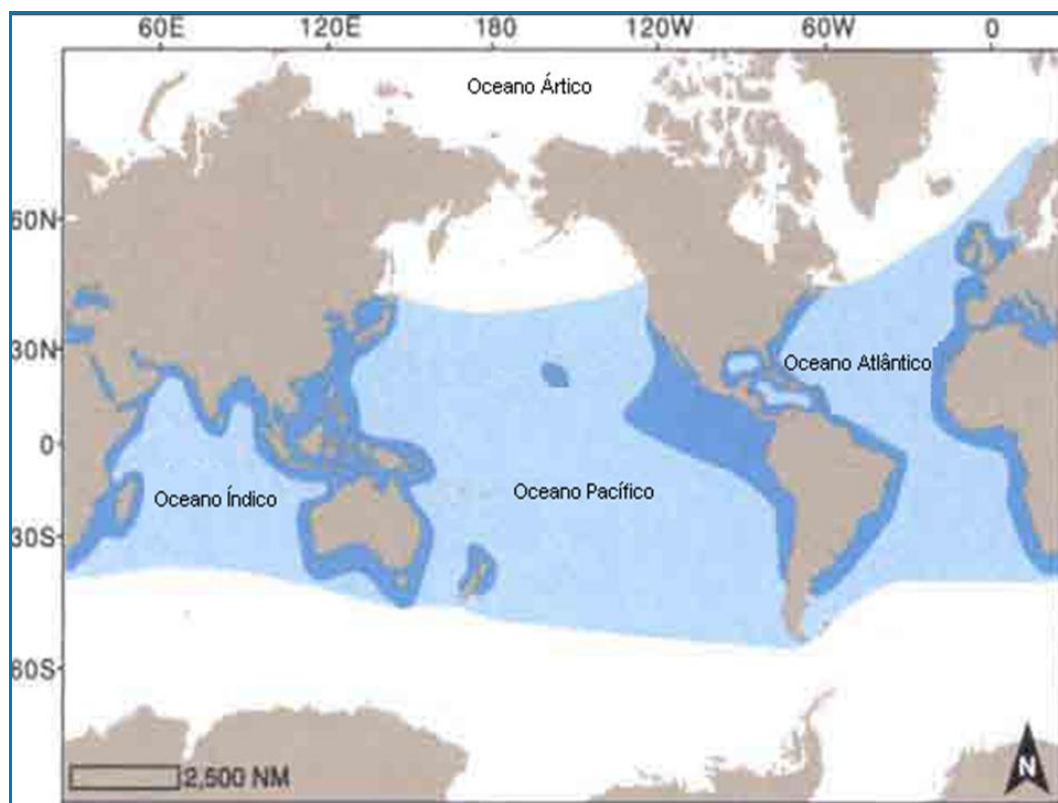 60E 120E 180 120W 60W 0
Oceano Ártico
60N
30N
Oceano Atlântico
0
Oceano Índico
Oceano Pacífico
30S
60S
2,500 NM
N